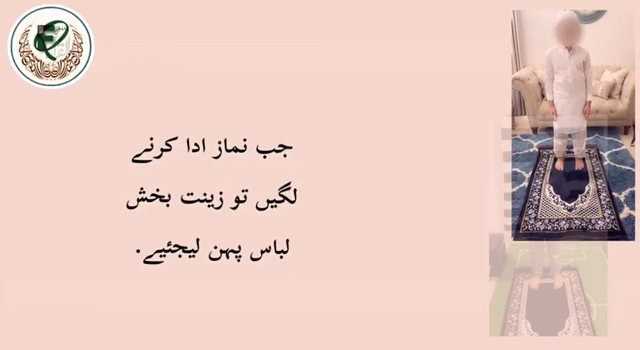 جب نماز ادا کرنے
لگیں تو زینت بخش
لباس پہن لیجئیے.